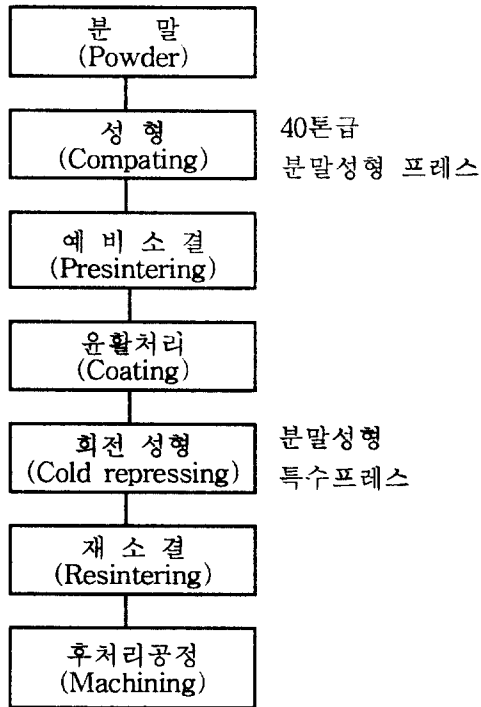 분 말
(Powder)
성 형
(Compating)
40톤급
분말성형 프레스
예 비 소 결
(Presintering)
윤활처리
(Coating)
회전 성형
(Cold repressing)
분말성형
특수프레스
재 소 결
(Resintering)
후처리공정
(Machining)